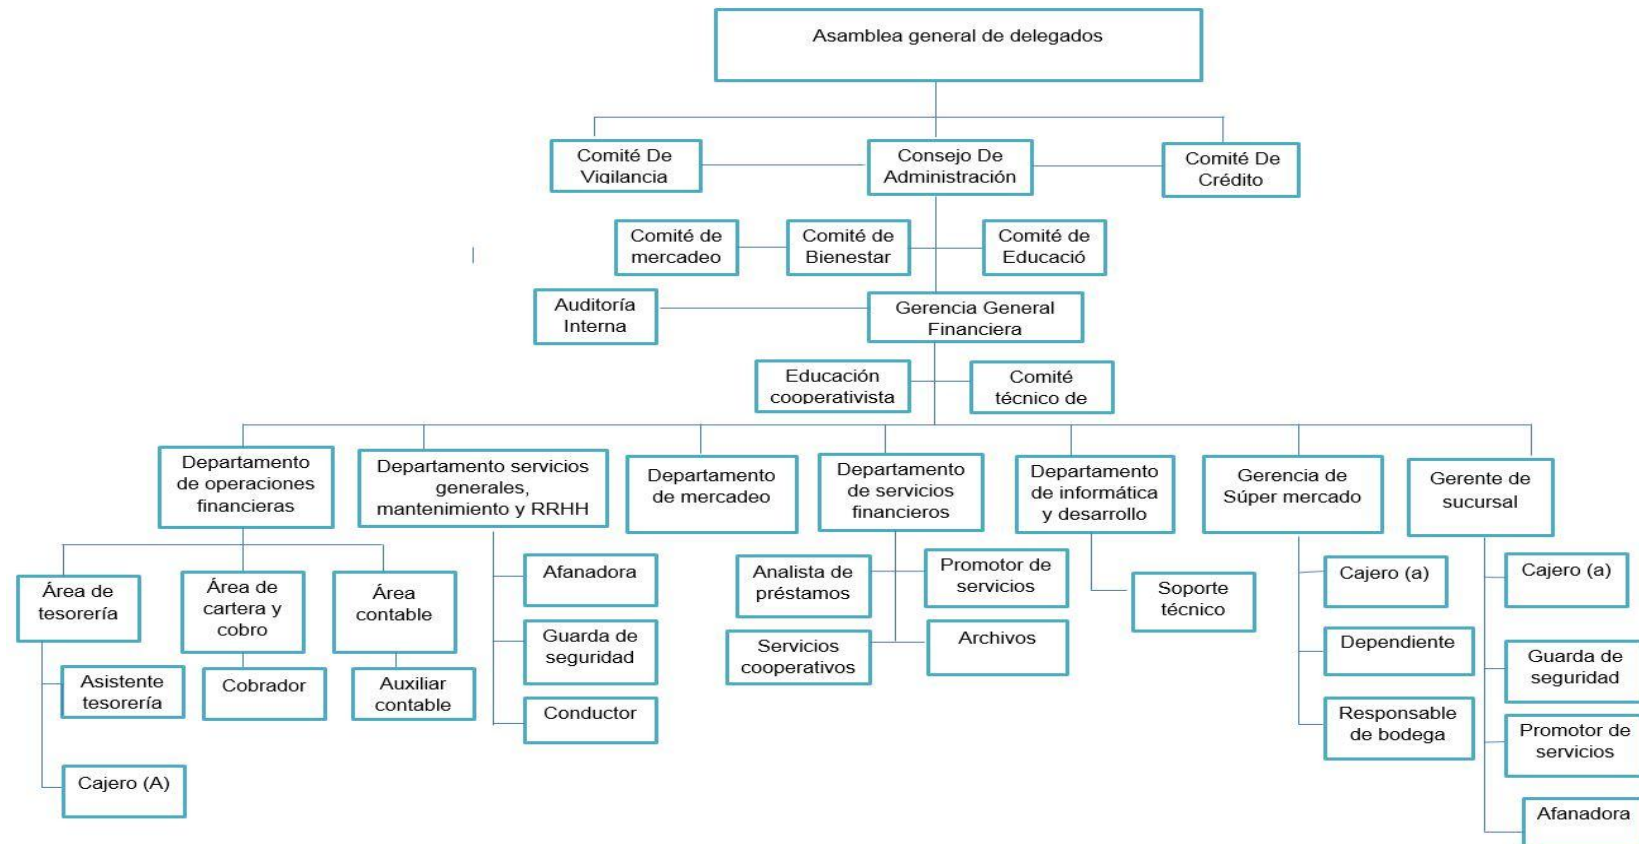 Asamblea general de delegados
Comité De
Vigilancia
Consejo De
Administración
Comité De
Crédito
Comité de
mercadeo
Comité de
Bienestar
Comité de
Educació
Auditoría
Interna
Gerencia General
Financiera
Educación
cooperativista
Comité
técnico de
Departamento
de operaciones
financieras
Departamento servicios
generales,
mantenimiento y RRHH
Departamento
de mercadeo
Departamento
de servicios
financieros
Departamento
de informática
y desarrollo
Gerencia de
Súper mercado
Gerente de
sucursal
Área de
tesorería
Área de
cartera y
cobro
Área
contable
Asistente
tesorería
Cobrador
Auxiliar
contable
Cajero (A)
Afanadora
Guarda de
seguridad
Conductor
Analista de
préstamos
Promotor de
servicios
Servicios
cooperativos
Archivos
Soporte
técnico
Cajero (a)
Dependiente
Responsable
de bodega
Cajero (a)
Guarda de
seguridad
Promotor de
servicios
Afanadora